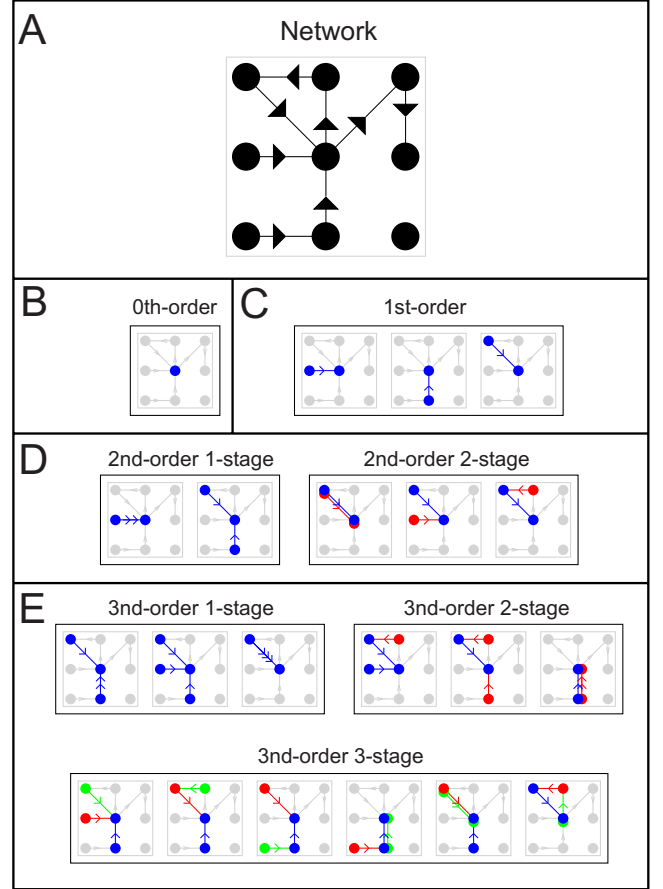 A
Network
B
0th-order
C
1st-order
D
2nd-order 1-stage
2nd-order 2-stage
E
3nd-order 1-stage
3nd-order 2-stage
3nd-order 3-stage